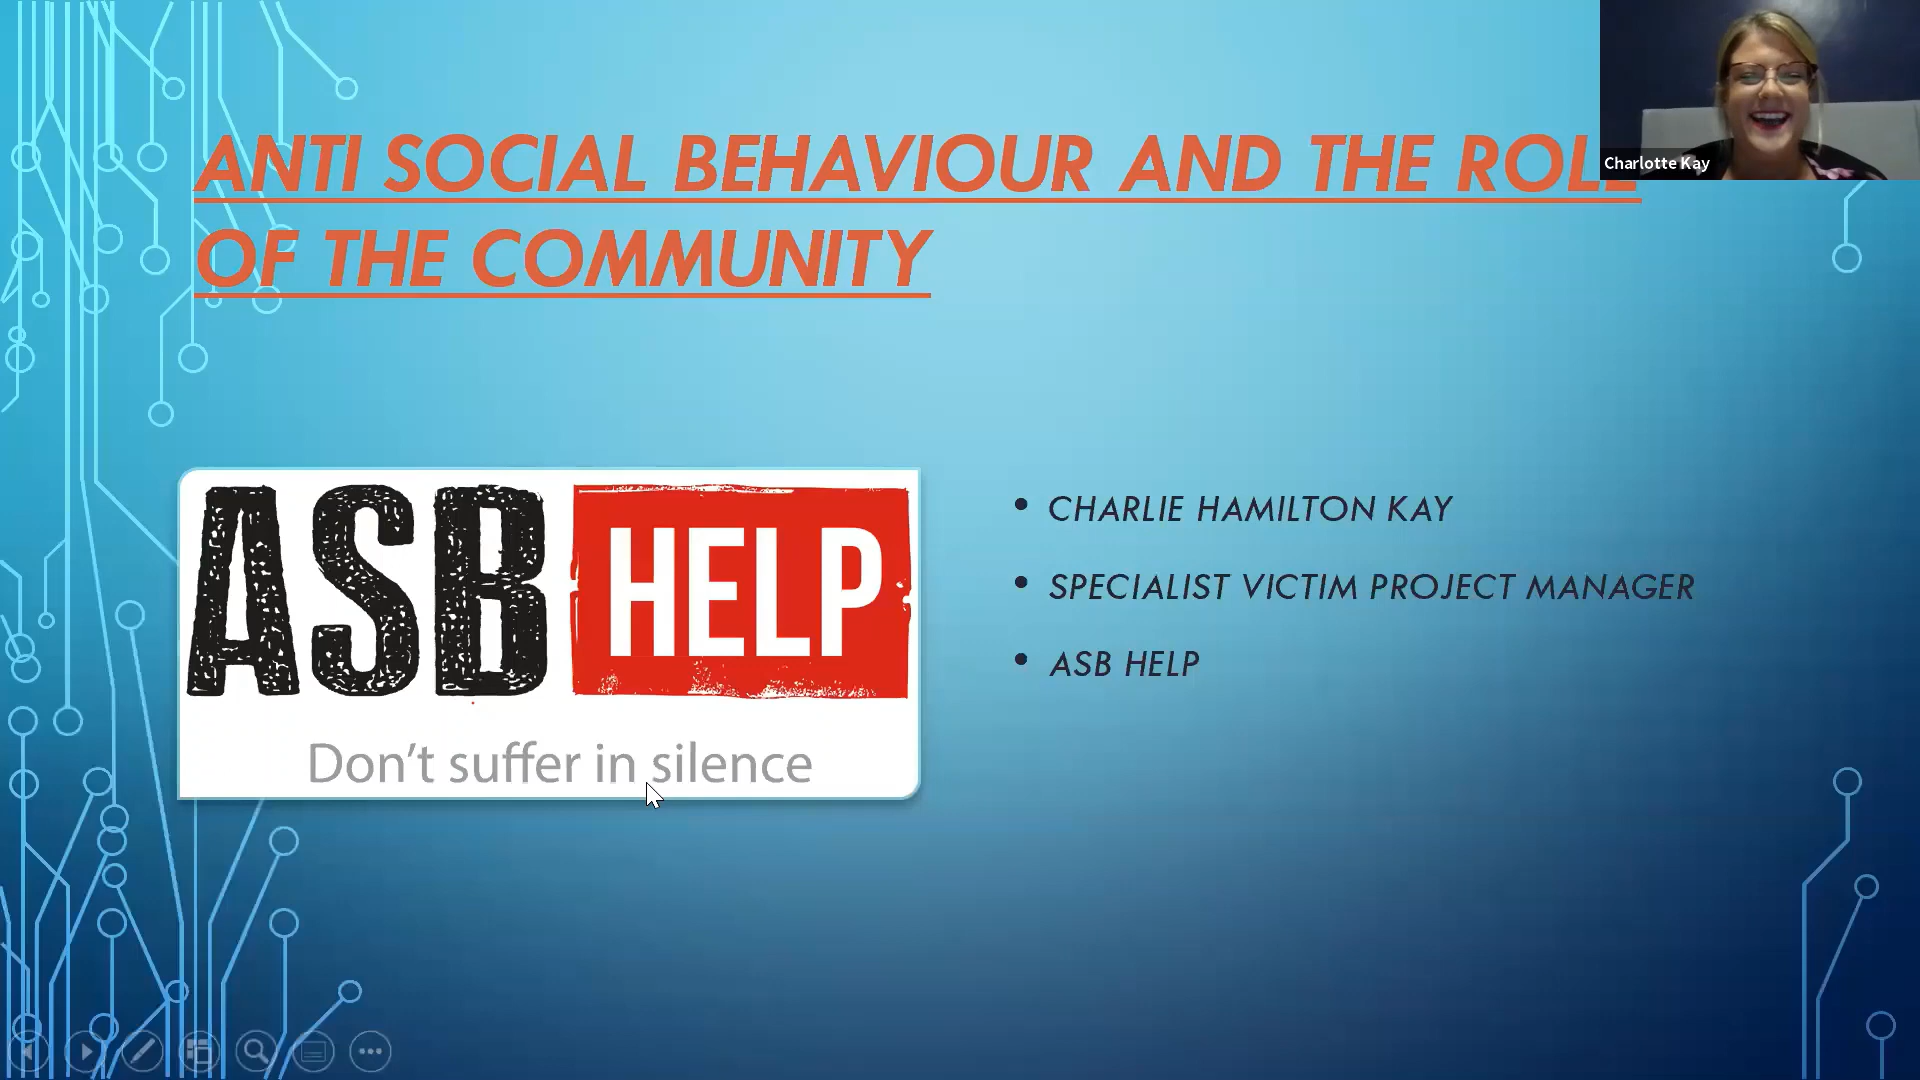 ANTI SOCIAL BEHAVIOUR AND THE ROLE
OF THE COMMUNITY
Charlotte Kay
ASB HELP
Don't suffer in silence
• CHARLIE HAMILTON KAY
• SPECIALIST VICTIM PROJECT MANAGER
• ASB HELP